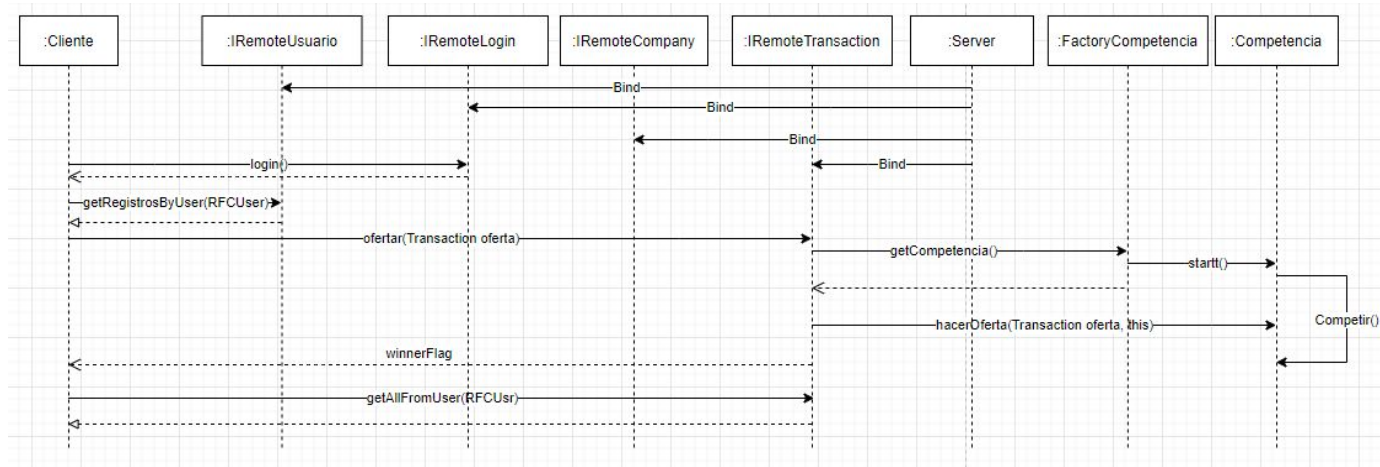 :Cliente
:IRemoteUsuario
:IRemoteLogin
:IRemoteCompany
:IRemoteTransaction
:Server
:FactoryCompetencia
:Competencia
Bind
Bind
Bind
login()
Bind
getRegistrosByUser(RFCUser)
ofertar(Transaction oferta)
getCompetencia()
startt()
hacerOferta(Transaction oferta, this)
Competir()
winnerFlag
getAllFromUser(RFCUsr)